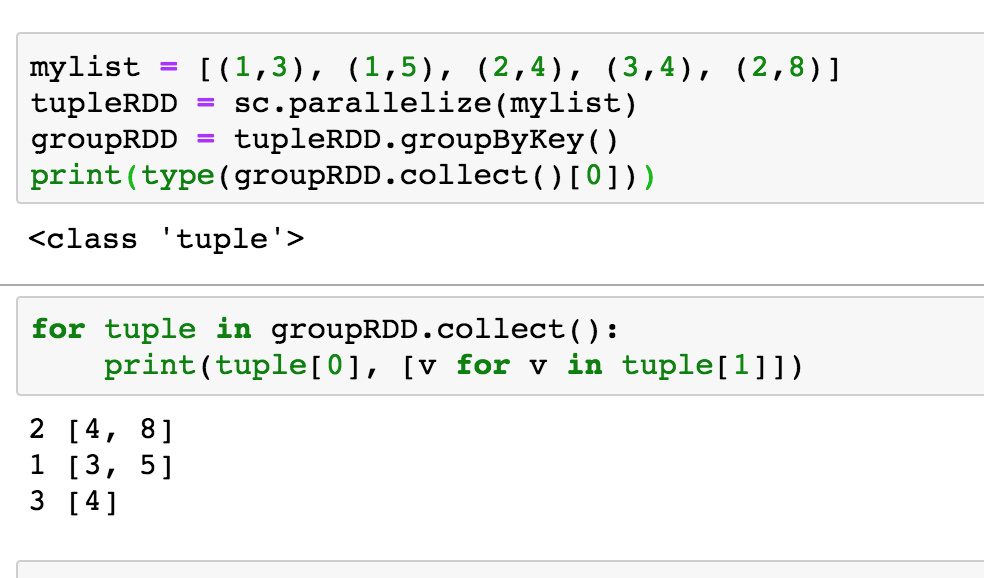 mylist = [(1,3), (1,5), (2,4), (3,4), (2,8)]
tupleRDD = sc.parallelize(mylist)
groupRDD = tupleRDD.groupByKey()
print(type(groupRDD.collect()[0]))
<class 'tuple'>
for tuple in groupRDD.collect():
    print(tuple[0], [v for v in tuple[1]])
2 [4, 8]
1 [3, 5]
3 [4]